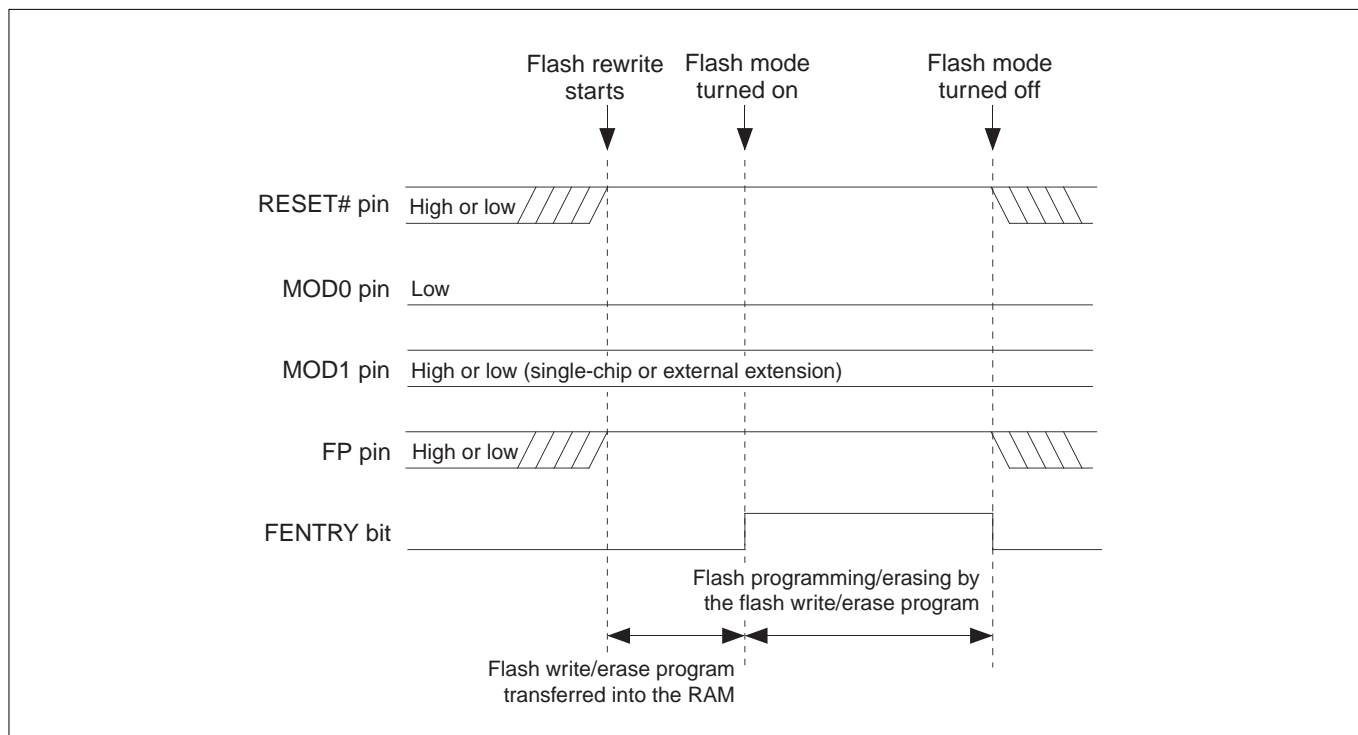 Flash rewrite
starts
Flash mode
turned on
Flash mode
turned off
RESET# pin
High or low
MOD0 pin
Low
MOD1 pin
High or low (single-chip or external extension)
FP pin
High or low
FENTRY bit
Flash programming/erasing by
the flash write/erase program
Flash write/erase program
transferred into the RAM